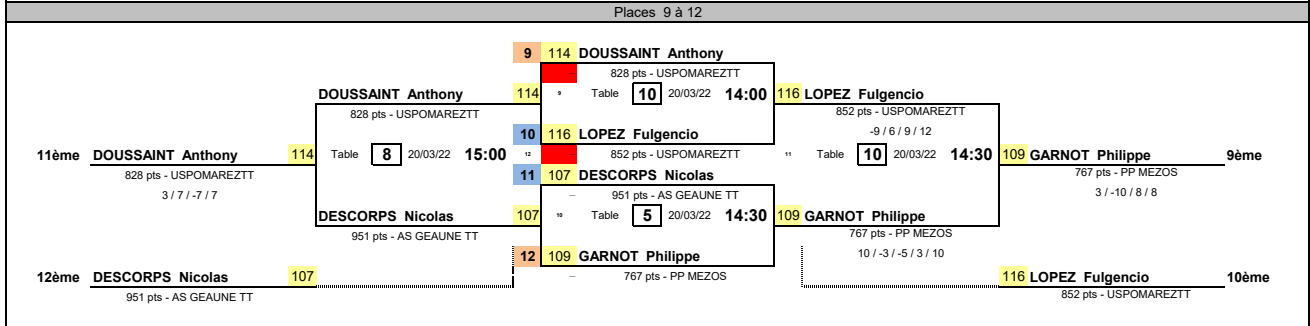 Places 9 à 12
9 114 DOUSSAINT Anthony
828 pts - USPOMAREZTT
DOUSSAINT Anthony 114 9 Table 10 20/03/22 14:00 116 LOPEZ Fulgencio
828 pts - USPOMAREZTT 852 pts - USPOMAREZTT
10 116 LOPEZ Fulgencio -9 / 6 / 9 / 12
11ème DOUSSAINT Anthony 114 Table 8 20/03/22 15:00 12 852 pts - USPOMAREZTT 11 Table 10 20/03/22 14:30 109 GARNOT Philippe 9ème
828 pts - USPOMAREZTT 11 107 DESCORPS Nicolas 767 pts - PP MEZOS
3 / 7 / -7 / 7 951 pts - AS GEAUNE TT 3 / -10 / 8 / 8
DESCORPS Nicolas 107 10 Table 5 20/03/22 14:30 109 GARNOT Philippe
951 pts - AS GEAUNE TT 767 pts - PP MEZOS
12 109 GARNOT Philippe 10 / -3 / -5 / 3 / 10
12ème DESCORPS Nicolas 107 767 pts - PP MEZOS 116 LOPEZ Fulgencio 10ème
951 pts - AS GEAUNE TT 852 pts - USPOMAREZTT